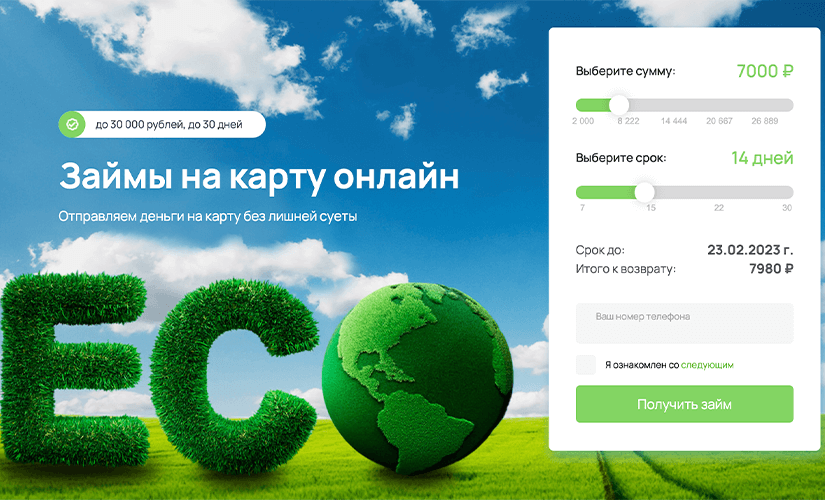 до 30 000 рублей, до 30 дней
Займы на карту онлайн
Отправляем деньги на карту без лишней суеты
ECO
Выберите сумму: 7000 ₽
2 000 8 222 14 444 20 667 26 889
Выберите срок: 14 дней
7 15 22 30
Срок до: 23.02.2023 г.
Итого к возврату: 7980 ₽
Ваш номер телефона
Я ознакомлен со следующим
Получить займ